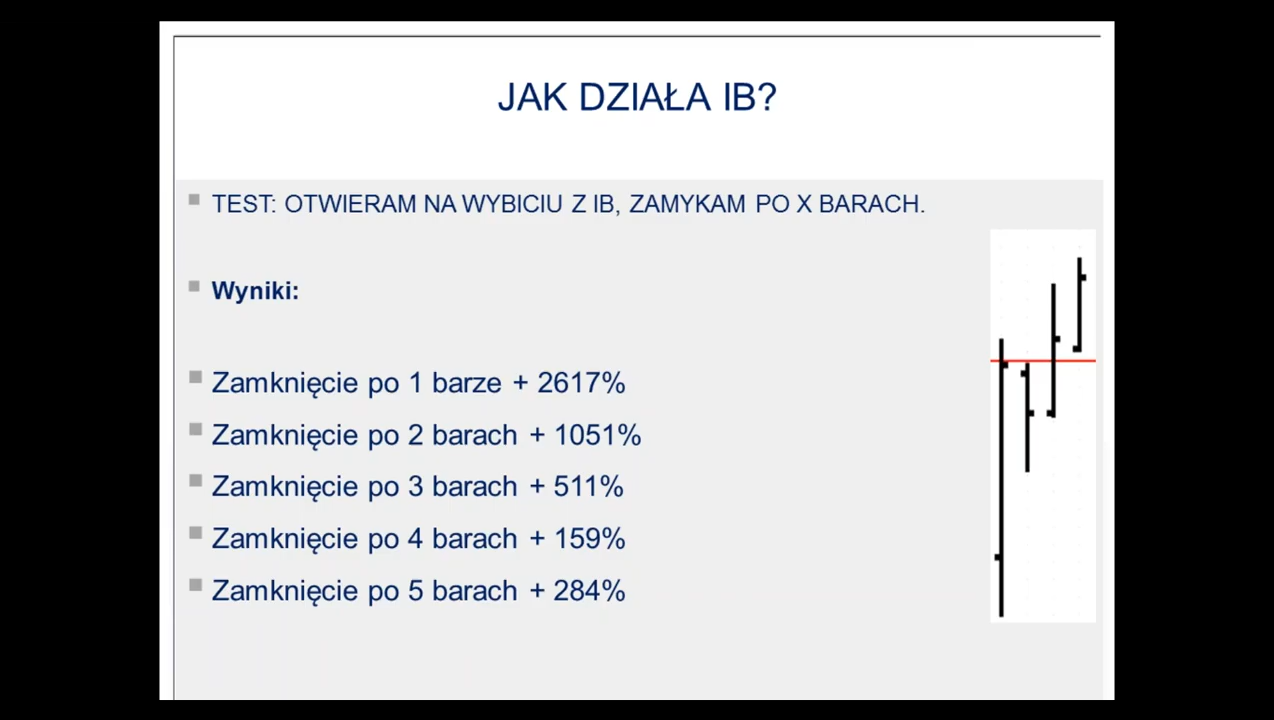 JAK DZIAŁA IB?
TEST: OTWIERAM NA WYBICIU Z IB, ZAMYKAM PO X BARACH.
Wyniki:
Zamknięcie po 1 barze + 2617%
Zamknięcie po 2 barach + 1051%
Zamknięcie po 3 barach + 511%
Zamknięcie po 4 barach + 159%
Zamknięcie po 5 barach + 284%